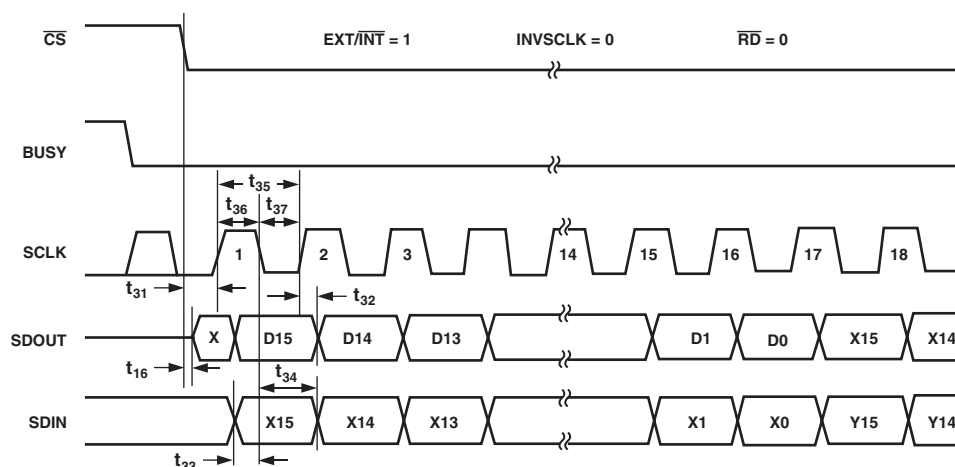 CS EXT/INT = 1 INVSCLK = 0 RD = 0
BUSY
t35
t36 t37
SCLK 1 2 3 14 15 16 17 18
t31 t32
SDOUT X D15 D14 D13 D1 D0 X15 X14
t16 t34
SDIN X15 X14 X13 X1 X0 Y15 Y14
t33